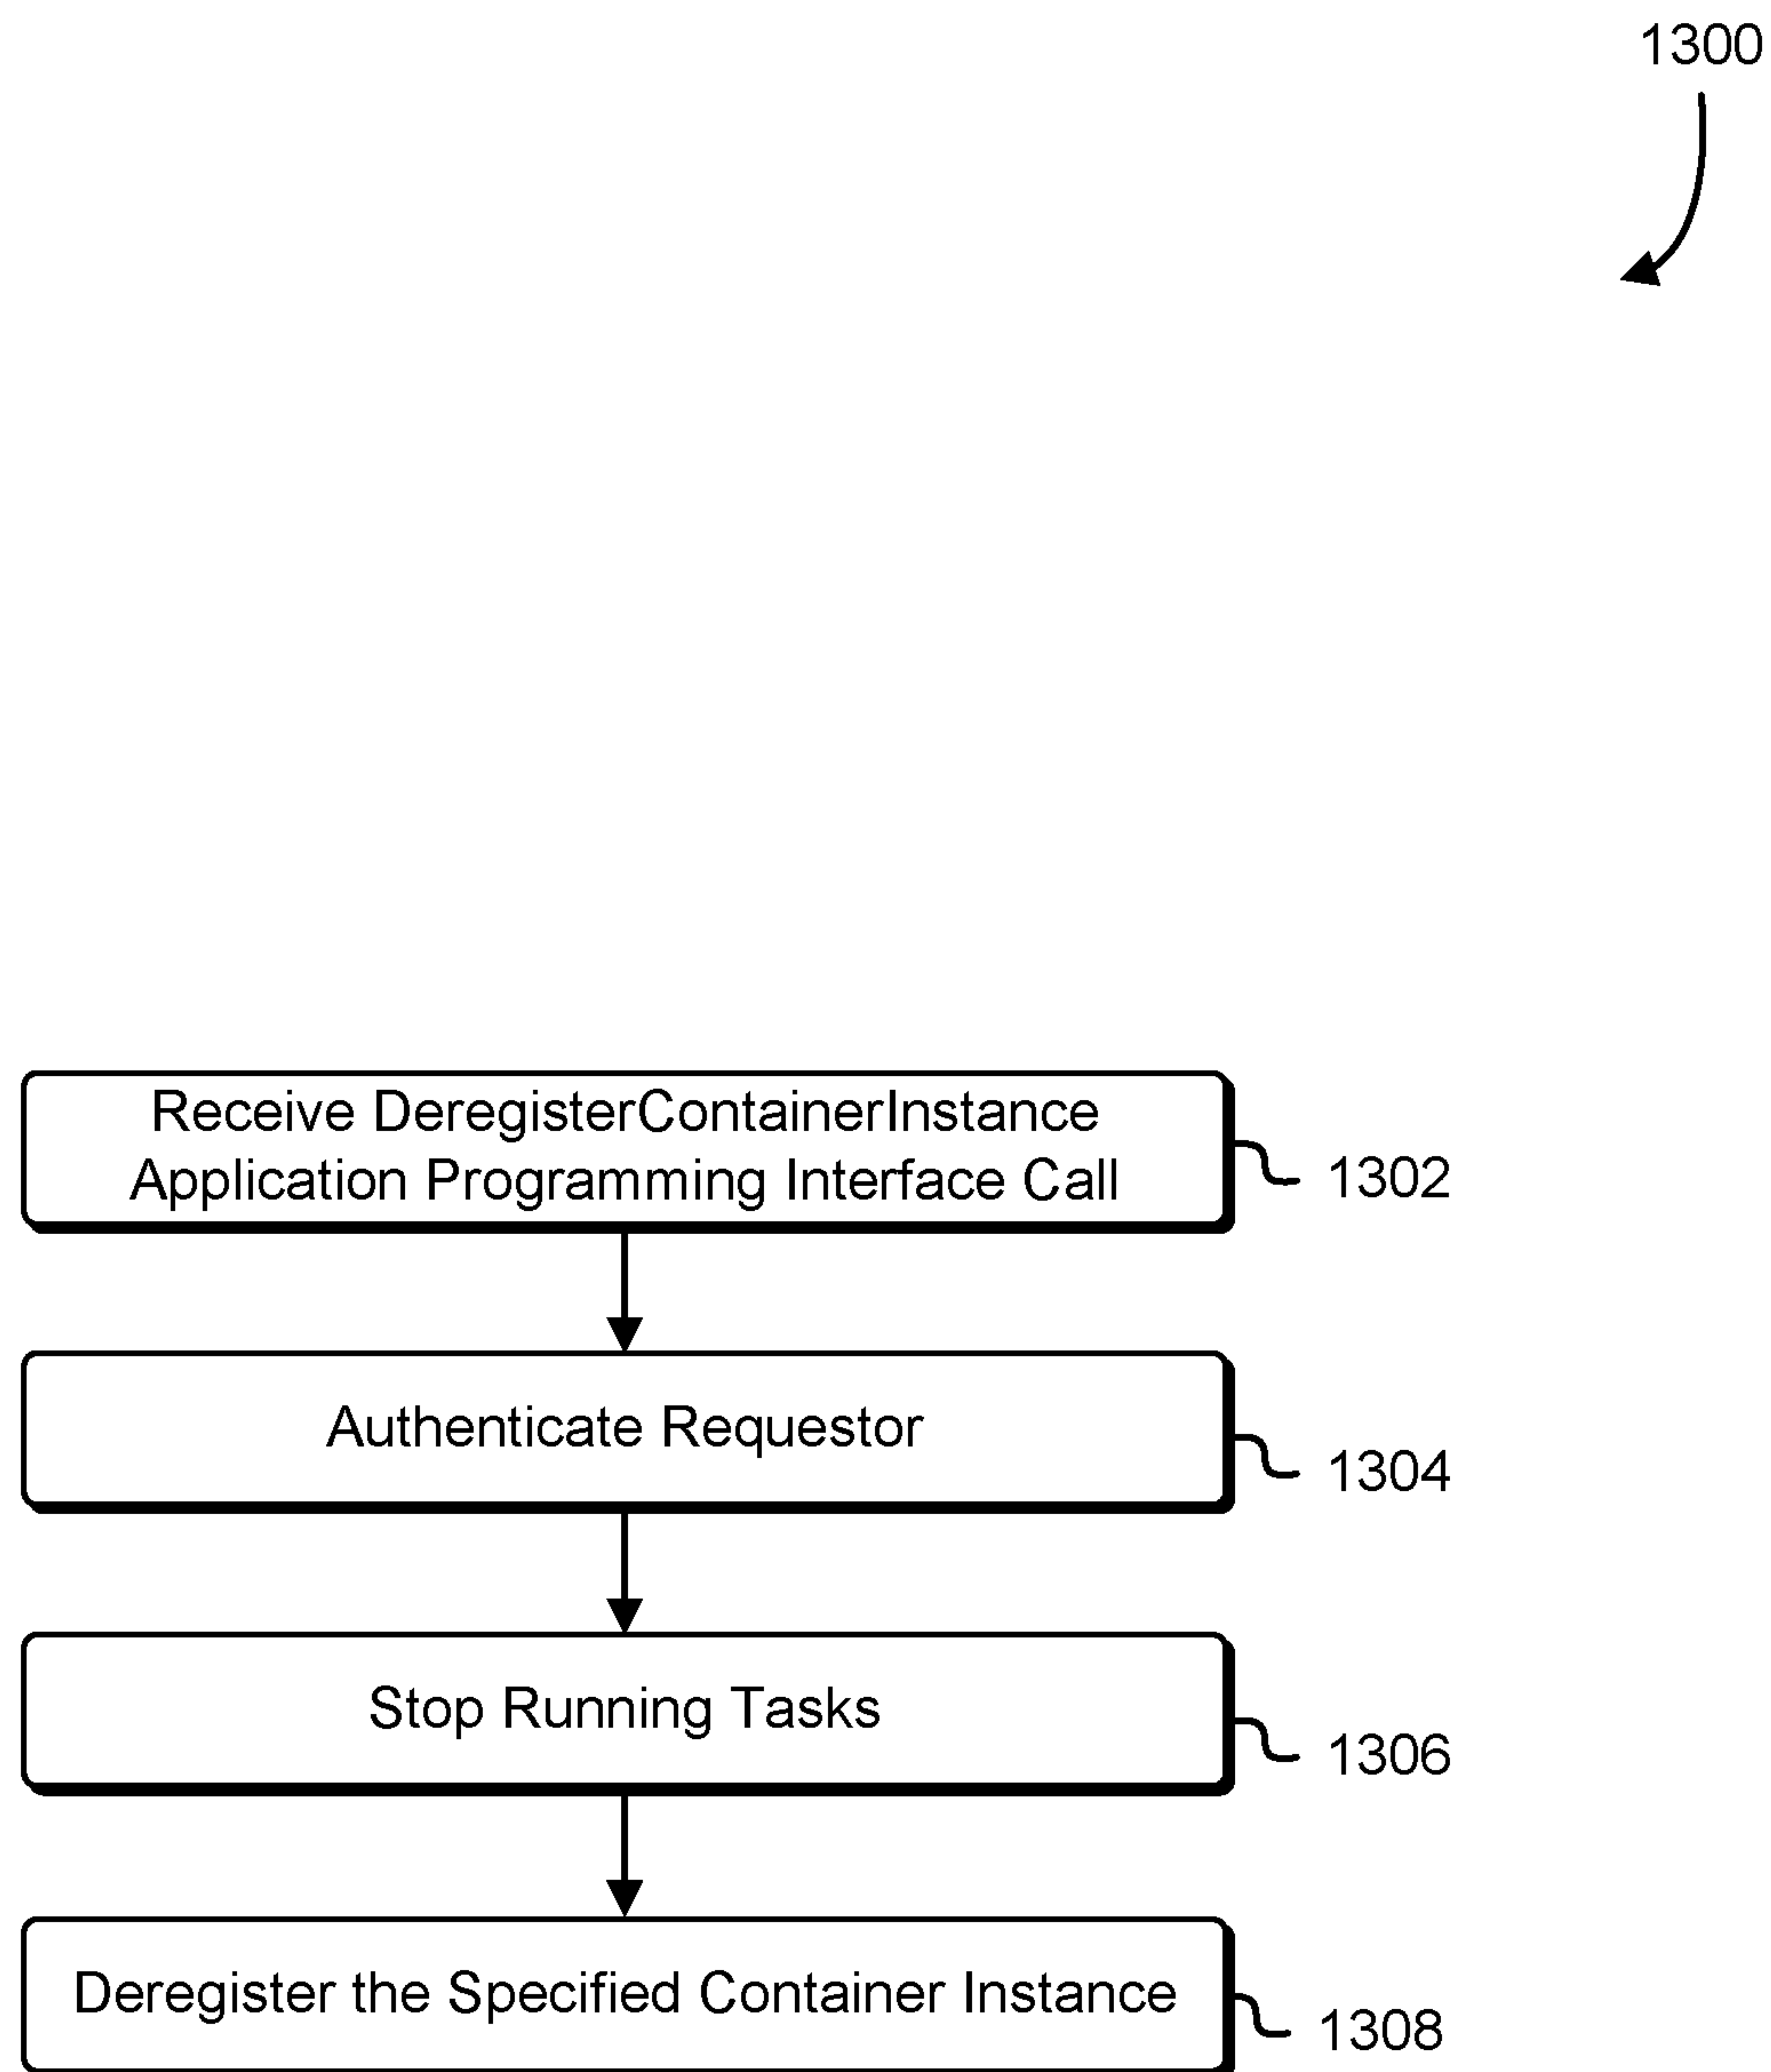 1300
Receive DeregisterContainerInstance
Application Programming Interface Call
1302
Authenticate Requestor
1304
Stop Running Tasks
1306
Deregister the Specified Container Instance
1308